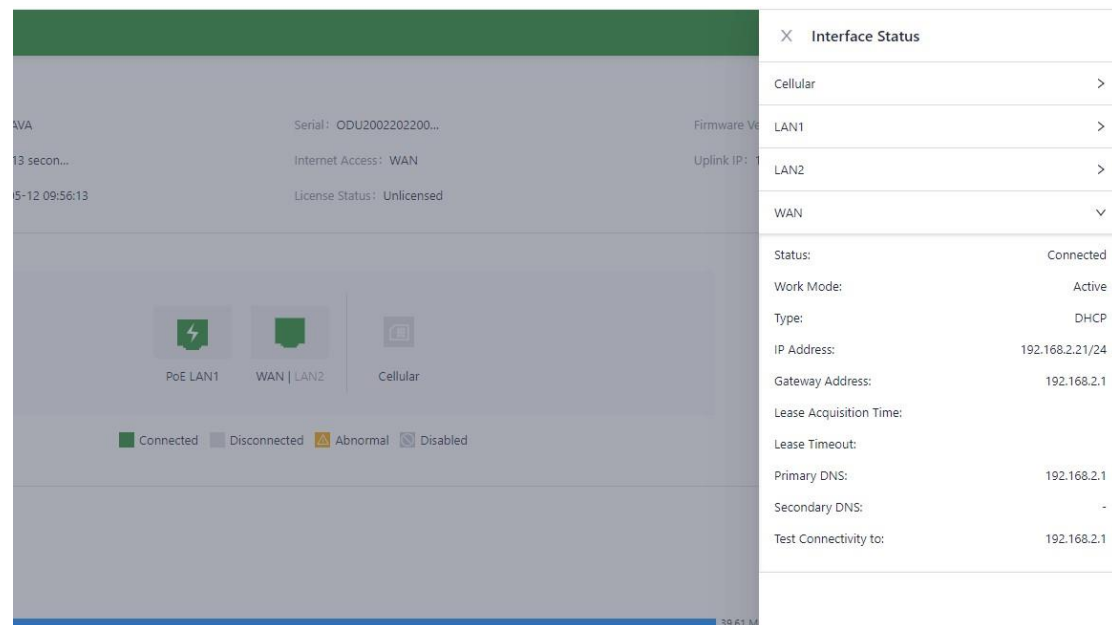 Interface Status
Cellular
LAN1
LAN2
WAN
Status: Connected
Work Mode: Active
Type: DHCP
IP Address: 192.168.2.21/24
Gateway Address: 192.168.2.1
Lease Acquisition Time:
Lease Timeout:
Primary DNS: 192.168.2.1
Secondary DNS: -
Test Connectivity to: 192.168.2.1
AVA Serial: ODU2002202200... Firmware Ve
13 secon... Internet Access: WAN Uplink IP: 1
5-12 09:56:13 License Status: Unlicensed
PoE LAN1 WAN | LAN2 Cellular
Connected Disconnected Abnormal Disabled
39.61 M